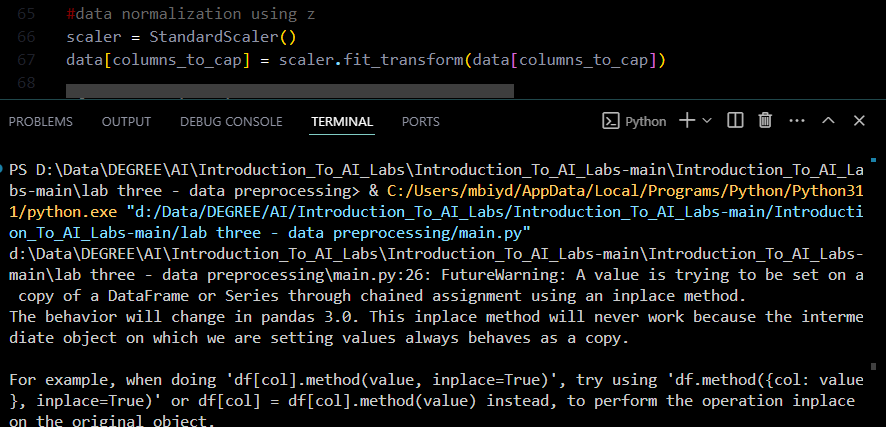 65 #data normalization using z
66 scaler = StandardScaler()
67 data[columns_to_cap] = scaler.fit_transform(data[columns_to_cap])
68
PROBLEMS OUTPUT DEBUG CONSOLE TERMINAL PORTS Python
PS D:\Data\DEGREE\AI\Introduction_To_AI_Labs\Introduction_To_AI_Labs-main\Introduction_To_AI_La
bs-main\lab three - data preprocessing> & C:/Users/mbiyd/AppData/Local/Programs/Python/Python31
1/python.exe "d:/Data/DEGREE/AI/Introduction_To_AI_Labs/Introduction_To_AI_Labs-main/Introducti
on_To_AI_Labs-main/lab three - data preprocessing/main.py"
d:\Data\DEGREE\AI\Introduction_To_AI_Labs\Introduction_To_AI_Labs-main\Introduction_To_AI_Labs-
main\lab three - data preprocessing\main.py:26: FutureWarning: A value is trying to be set on a
copy of a DataFrame or Series through chained assignment using an inplace method.
The behavior will change in pandas 3.0. This inplace method will never work because the interme
diate object on which we are setting values always behaves as a copy.
For example, when doing 'df[col].method(value, inplace=True)', try using 'df.method({col: value
}, inplace=True)' or df[col] = df[col].method(value) instead, to perform the operation inplace
on the original object.